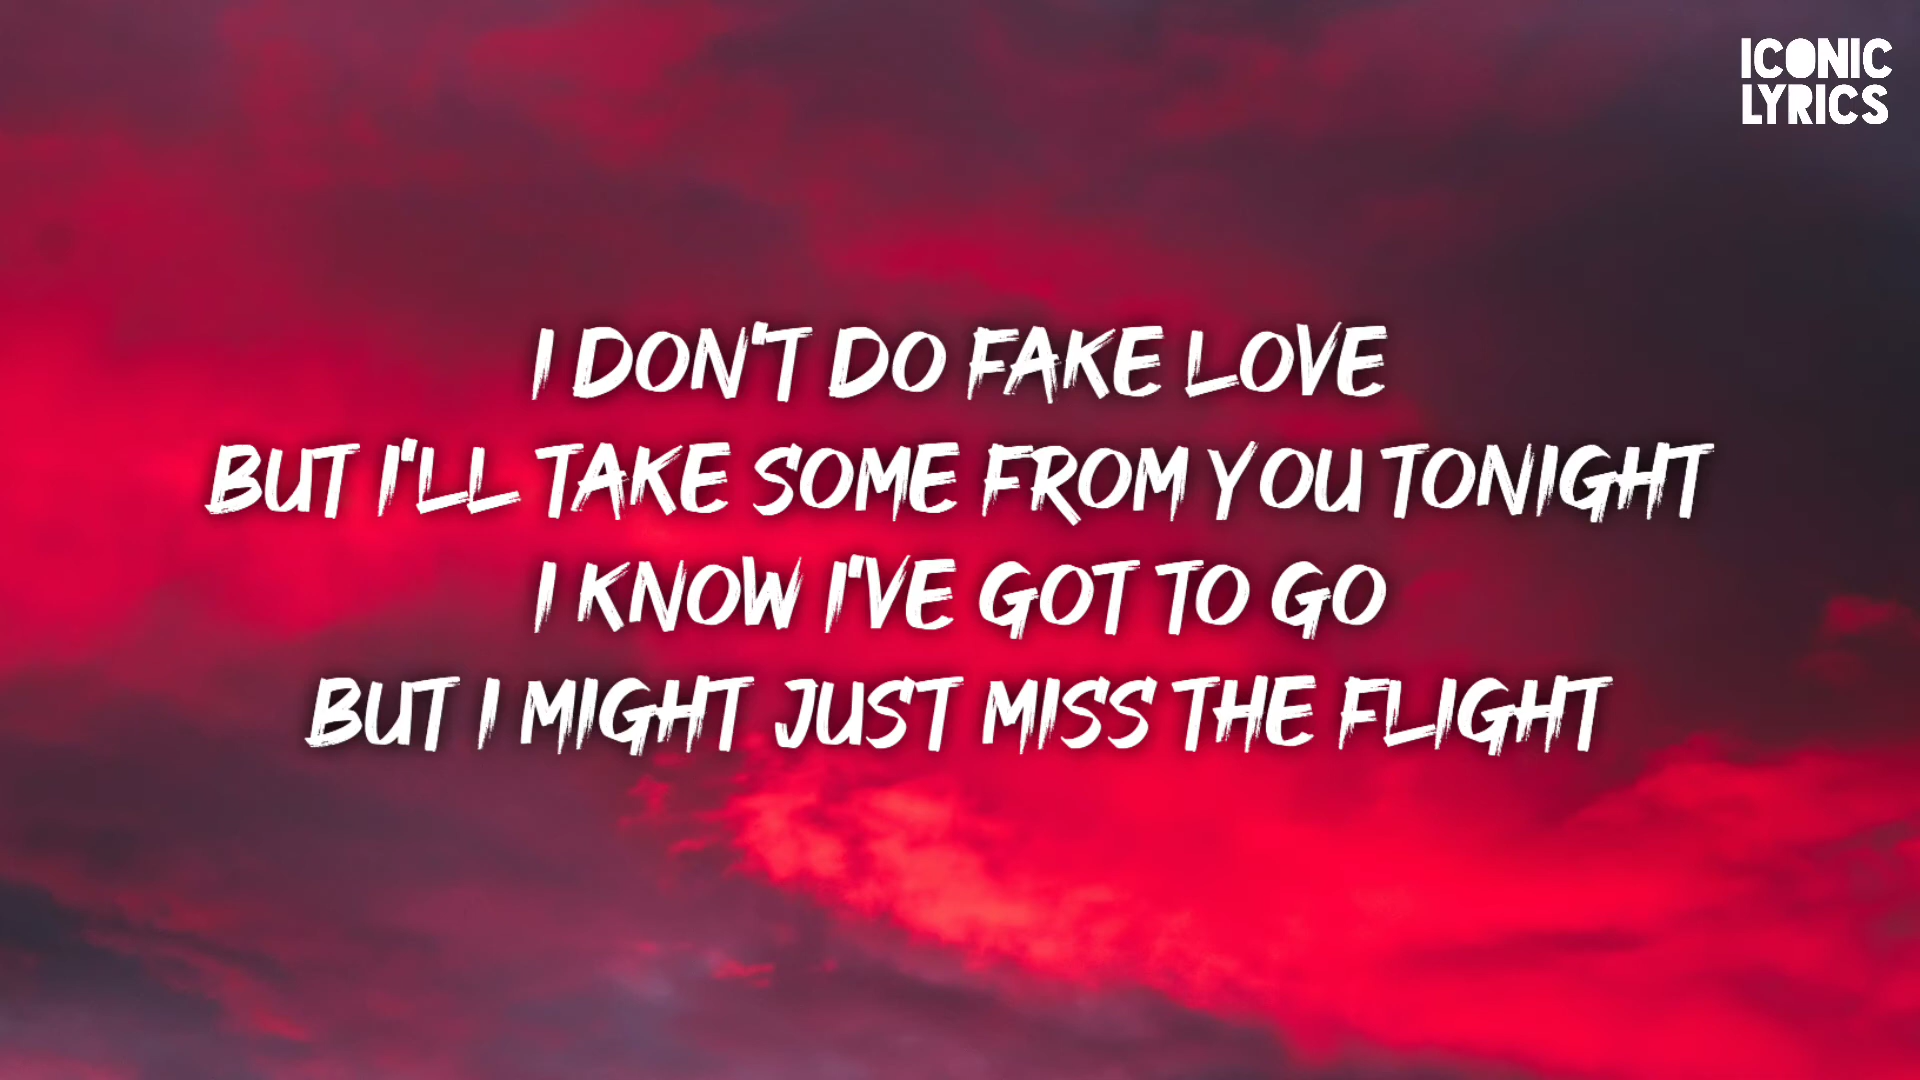 ICONIC
LYRICS
I DON'T DO FAKE LOVE
BUT I'LL TAKE SOME FROM YOU TONIGHT
I KNOW I'VE GOT TO GO
BUT I MIGHT JUST MISS THE FLIGHT